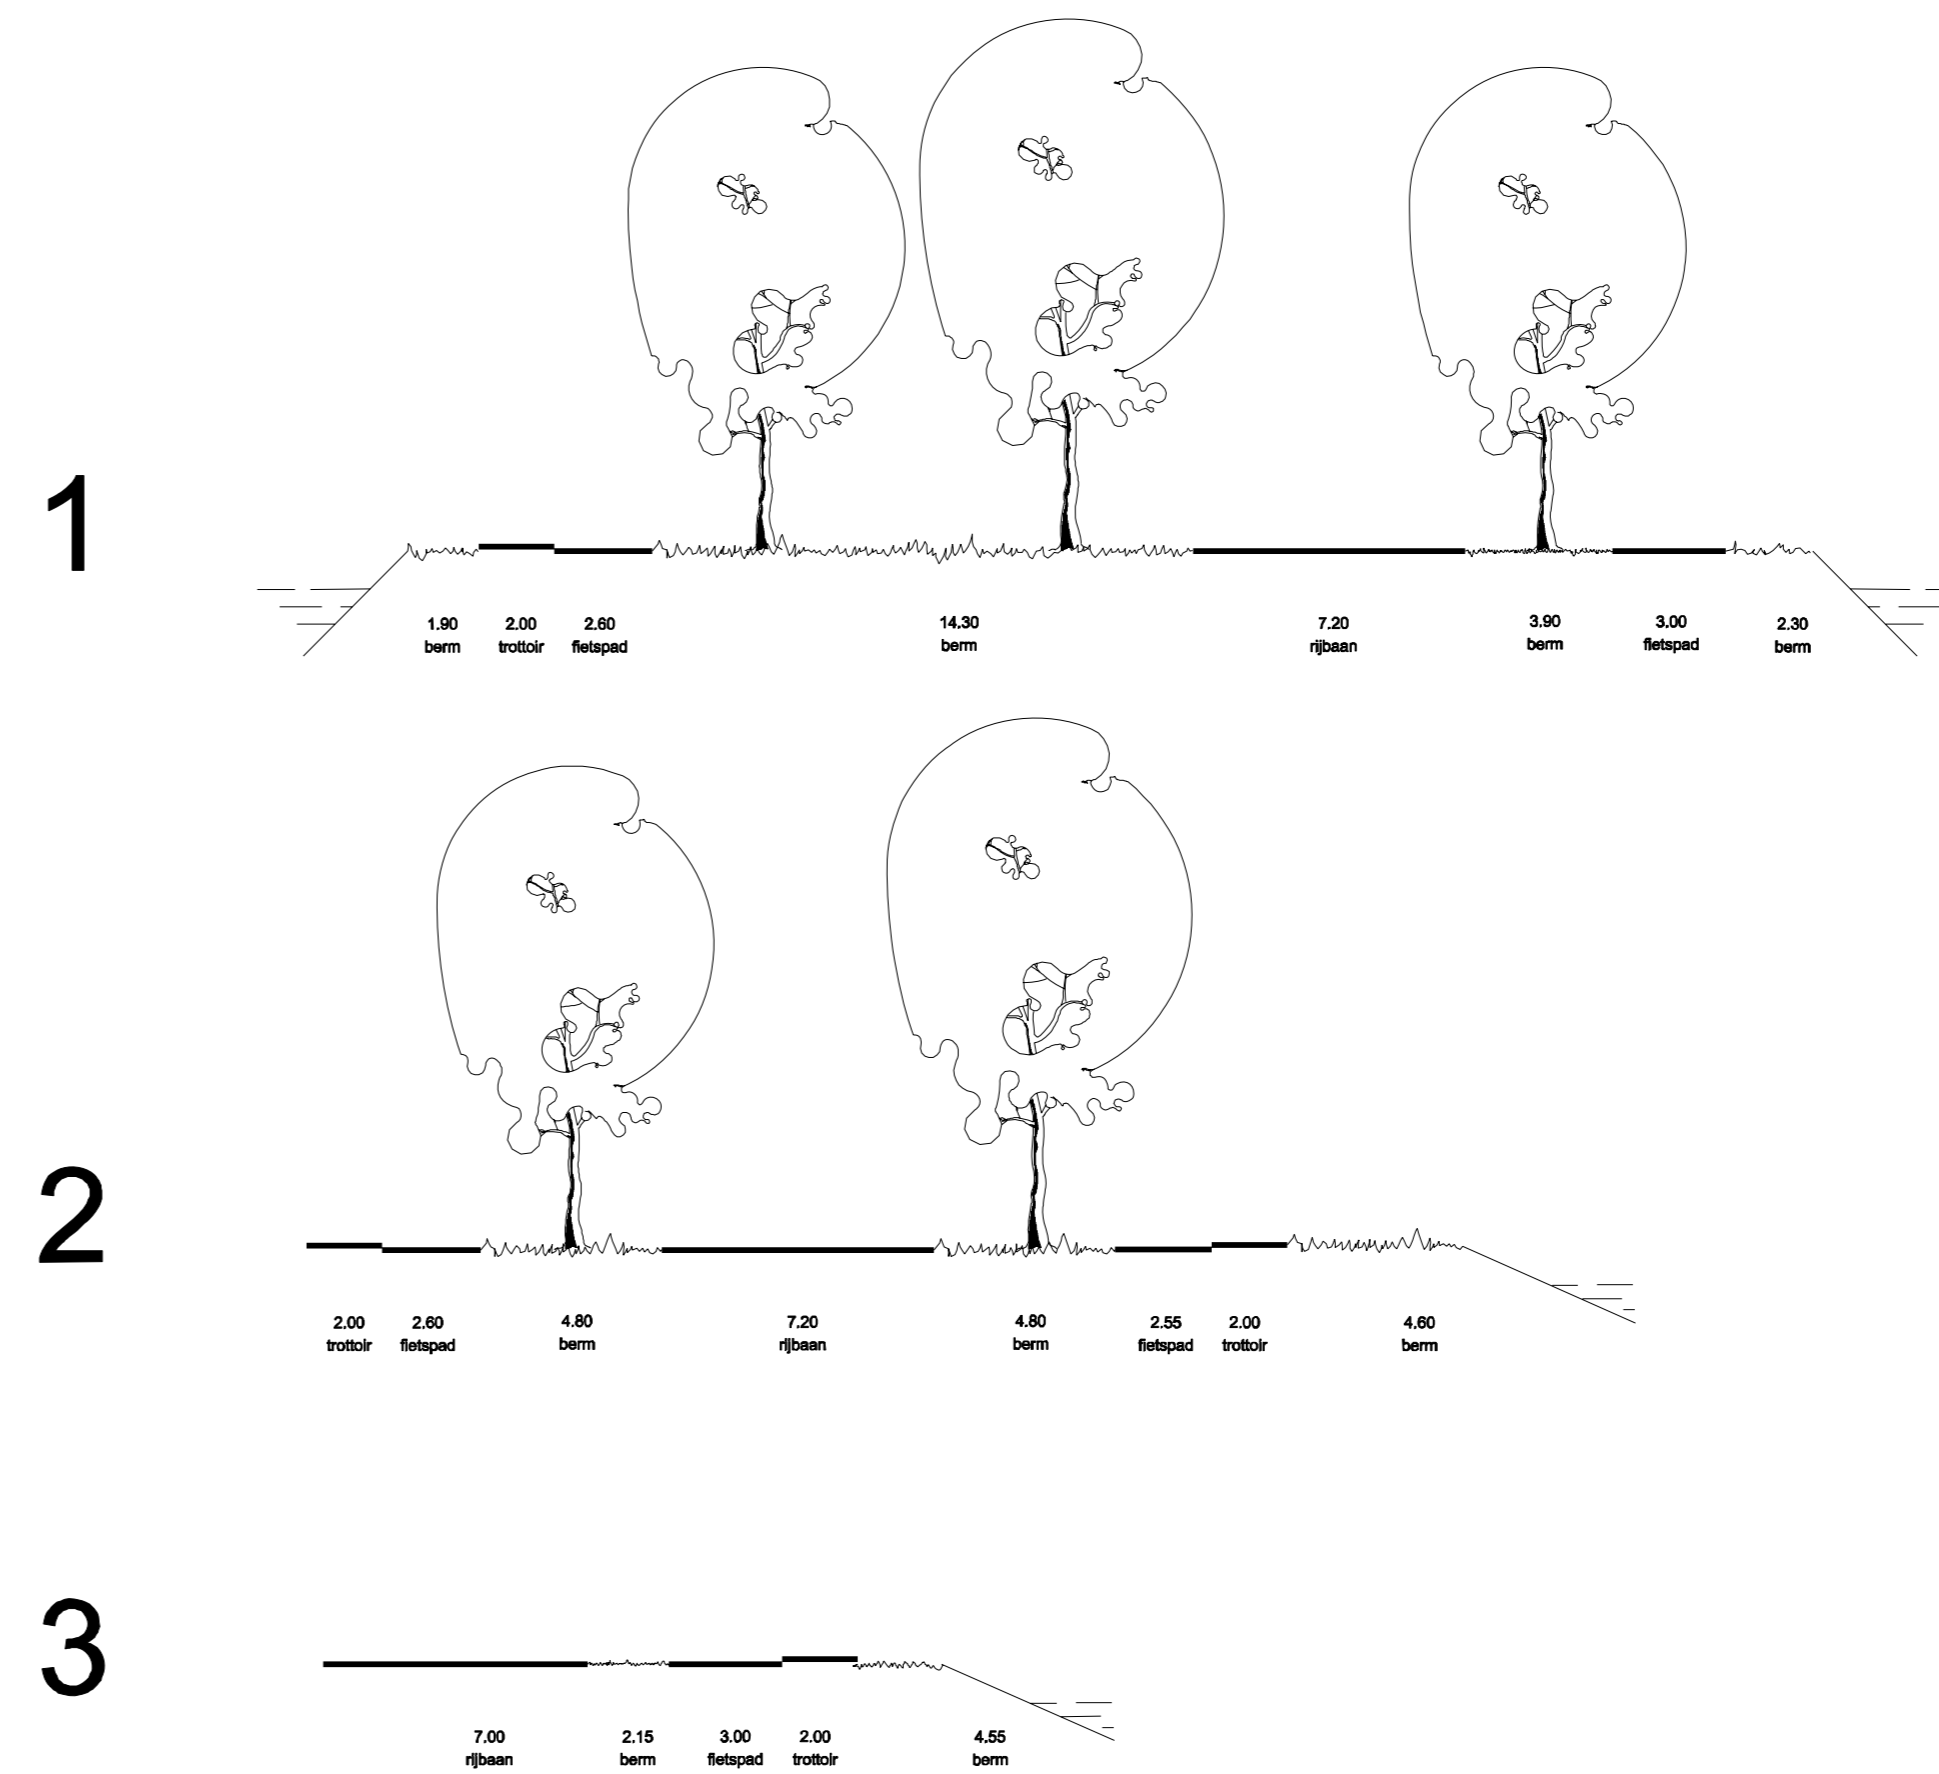 1
1.90 2.00 2.60 14.30 7.20 3.90 3.00 2.30
berm trottoir fietspad berm rijbaan berm fietspad berm
2
2.00 2.60 4.80 7.20 4.80 2.55 2.00 4.60
trottoir fietspad berm rijbaan berm fietspad trottoir berm
3
7.00 2.15 3.00 2.00 4.55
rijbaan berm fietspad trottoir berm